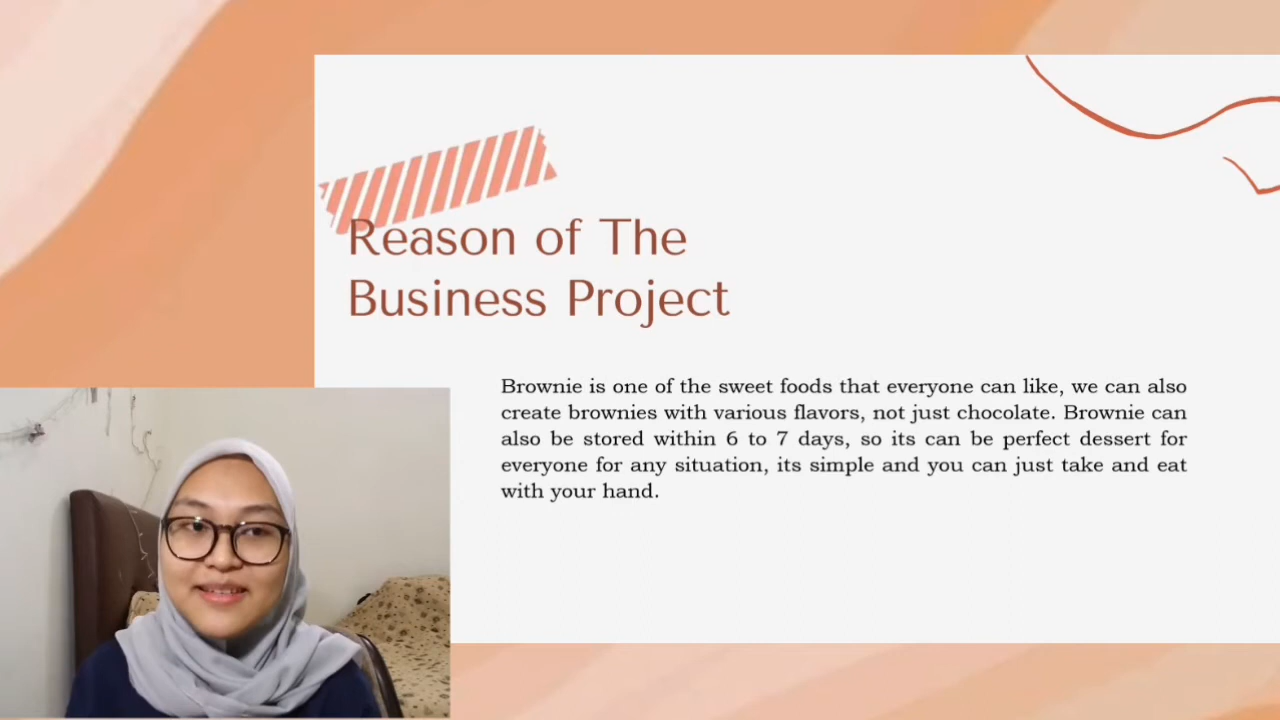 Reason of The
Business Project
Brownie is one of the sweet foods that everyone can like, we can also
create brownies with various flavors, not just chocolate. Brownie can
also be stored within 6 to 7 days, so its can be perfect dessert for
everyone for any situation, its simple and you can just take and eat
with your hand.